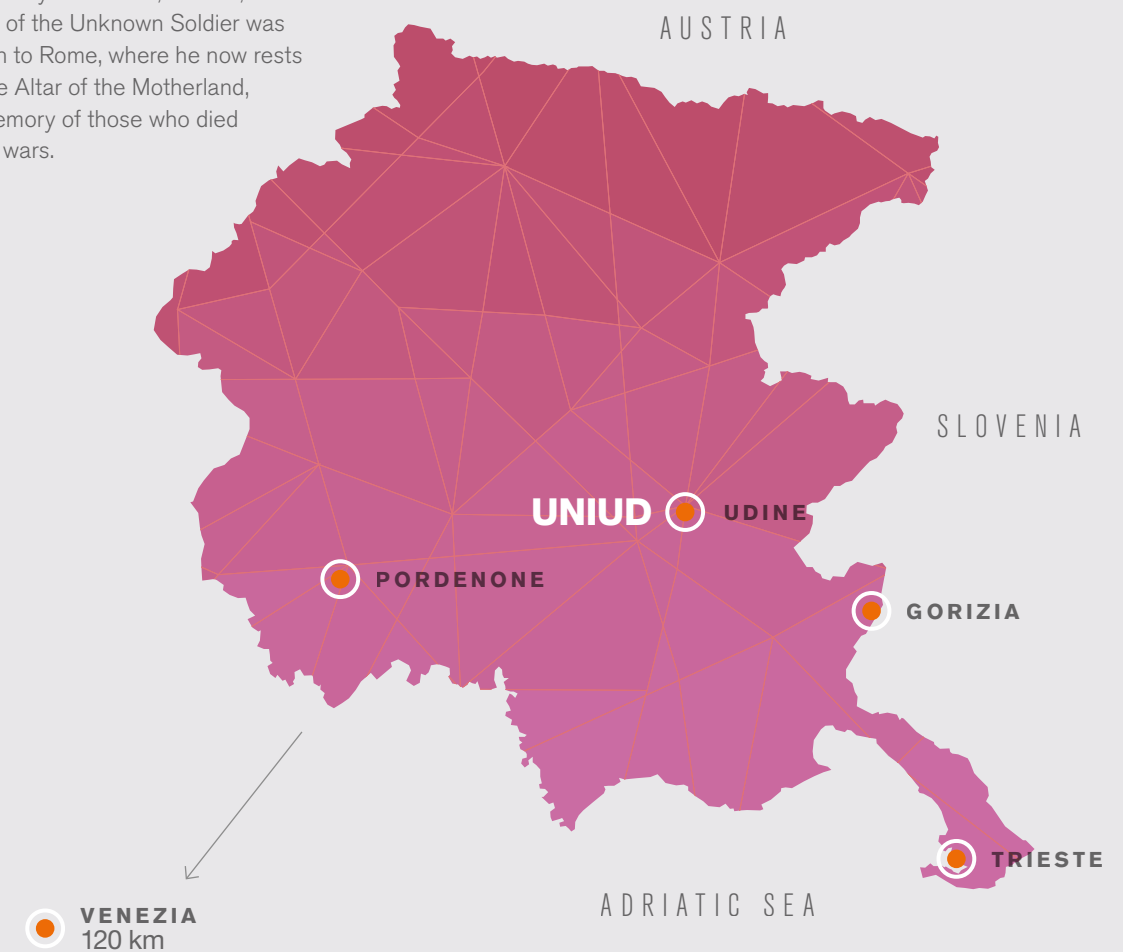 of the Unknown Soldier was
n to Rome, where he now rests
e Altar of the Motherland,
emory of those who died
wars.
AUSTRIA
SLOVENIA
UNIUD
UDINE
PORDENONE
GORIZIA
TRIESTE
ADRIATIC SEA
VENEZIA
120 km